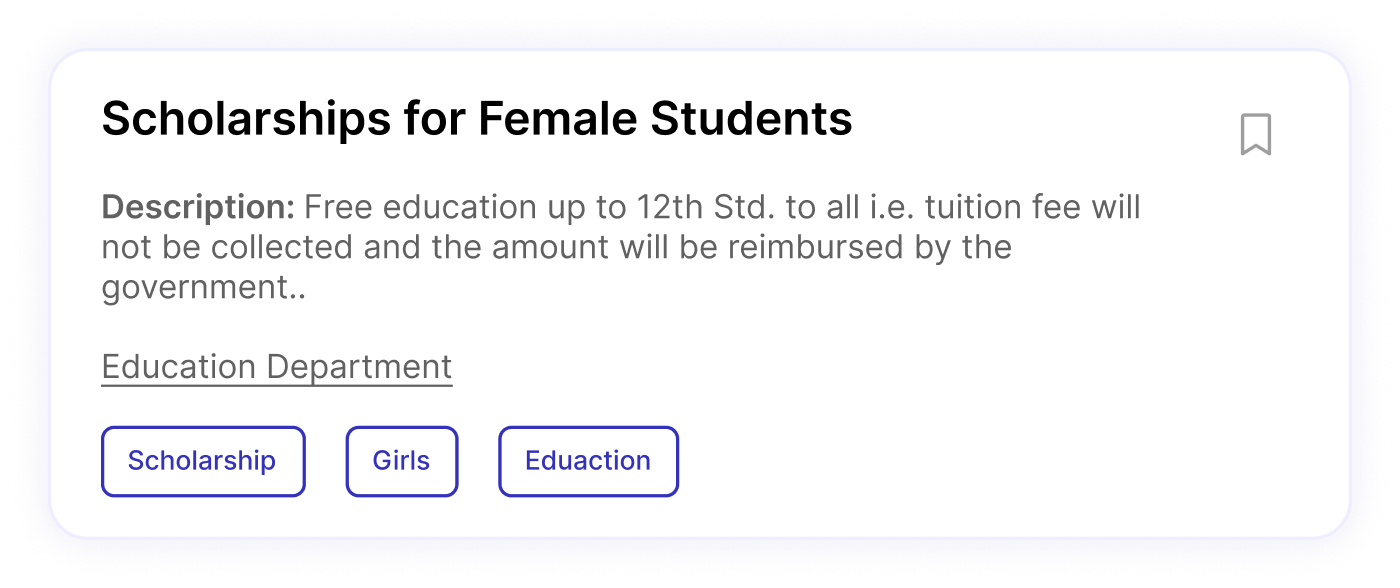 Scholarships for Female Students
Description: Free education up to 12th Std. to all i.e. tuition fee will
not be collected and the amount will be reimbursed by the
government..
Education Department
Scholarship Girls Eduaction